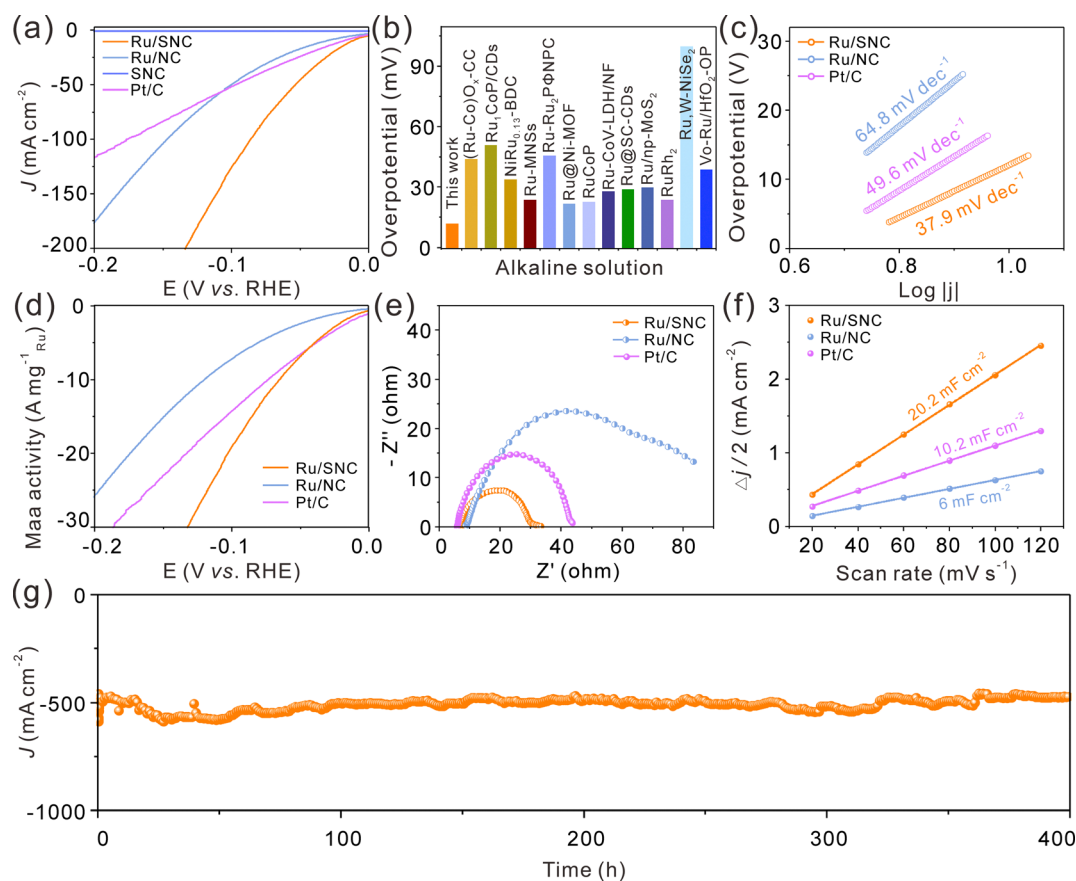 (a)
0
-50
-100
-150
-200
J (mA cm⁻²)
Ru/SNC
Ru/NC
SNC
Pt/C
-0.2
-0.1
0.0
E (V vs. RHE)
(b)
90
60
30
0
Overpotential (mV)
This work
(Ru-Co)Oₓ-CC
Ru₁CoP/CDs
NiRu₀.₁₃-BDC
Ru-MNSs
Ru-Ru₂PΦNPC
Ru@Ni-MOF
RuCoP
Ru-CoV-LDH/NF
Ru@SC-CDs
Ru/np-MoS₂
RuRh₂
Ru,W-NiSe₂
Vo-Ru/HfO₂-OP
Alkaline solution
(c)
30
20
10
0
Overpotential (V)
Ru/SNC
Ru/NC
Pt/C
64.8 mV dec⁻¹
49.6 mV dec⁻¹
37.9 mV dec⁻¹
0.6
0.8
1.0
Log |j|
(d)
0
-10
-20
-30
Maa activity (A mg⁻¹ Ru)
Ru/SNC
Ru/NC
Pt/C
-0.2
-0.1
0.0
E (V vs. RHE)
(e)
40
30
20
10
0
- Z'' (ohm)
Ru/SNC
Ru/NC
Pt/C
0
20
40
60
80
Z' (ohm)
(f)
3
2
1
0
△j / 2 (mA cm⁻²)
Ru/SNC
Ru/NC
Pt/C
20.2 mF cm⁻²
10.2 mF cm⁻²
6 mF cm⁻²
20
40
60
80
100
120
Scan rate (mV s⁻¹)
(g)
0
-500
-1000
J (mA cm⁻²)
0
100
200
300
400
Time (h)